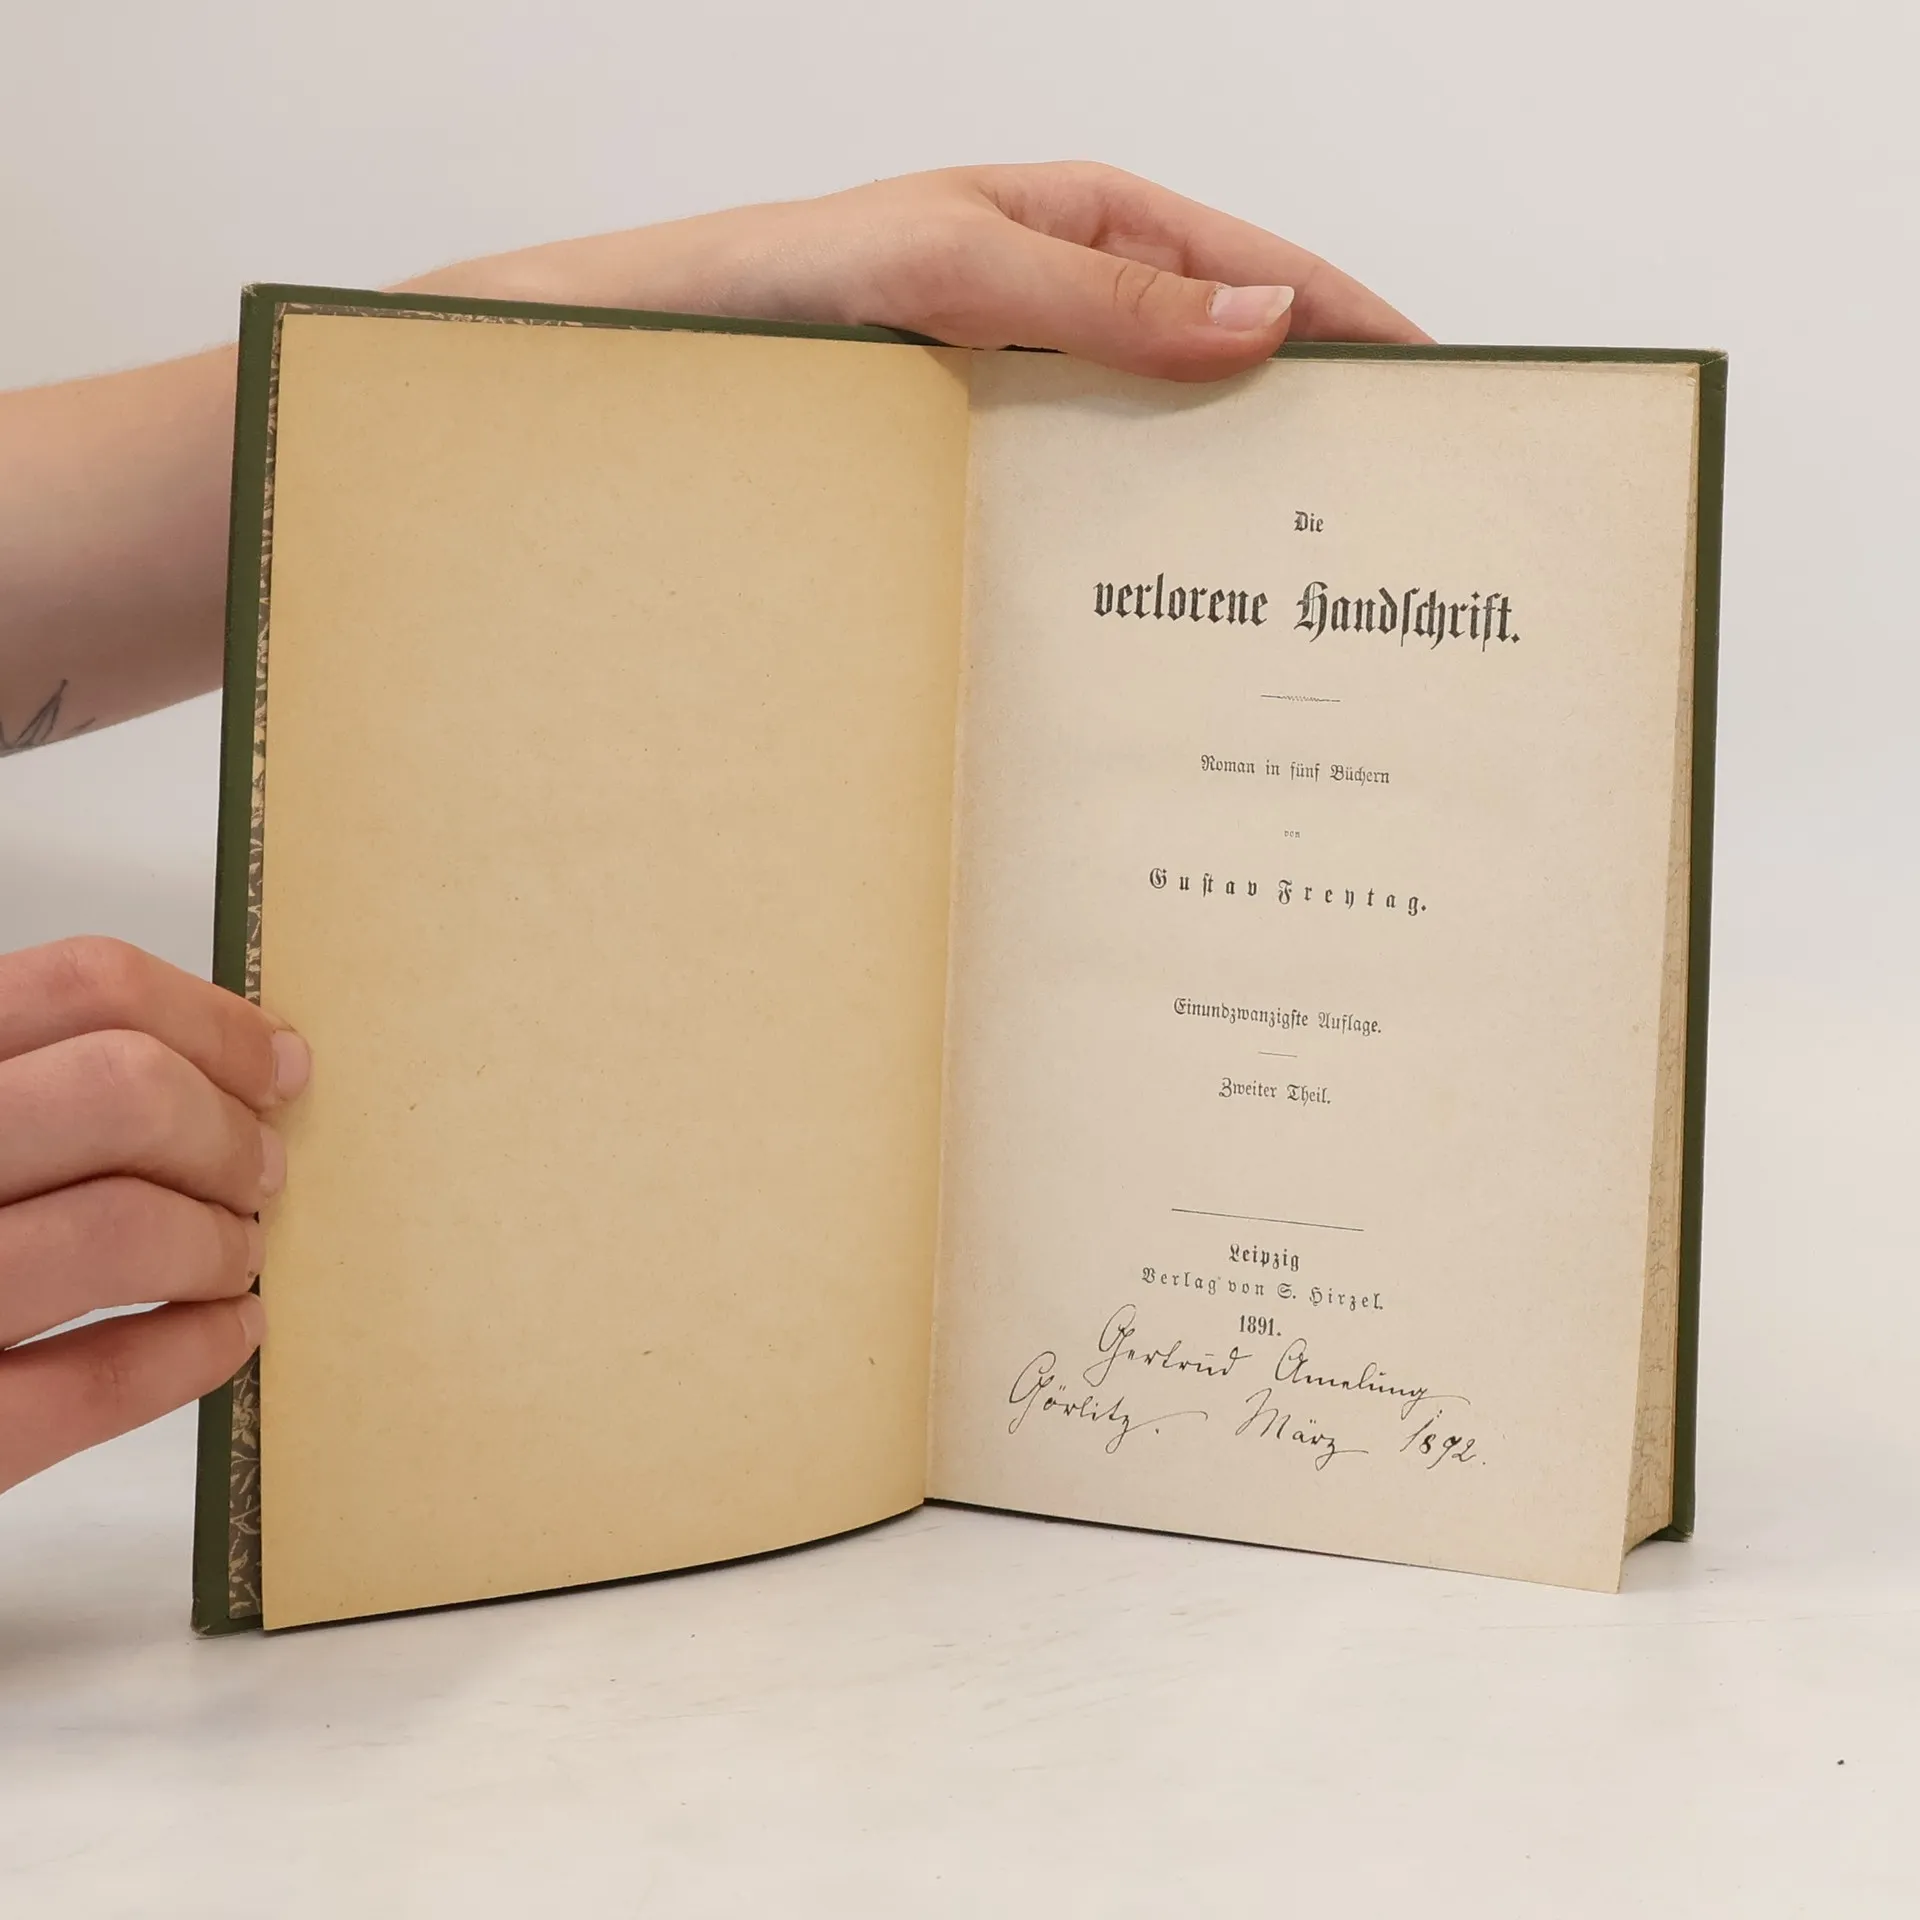 Die
verlorene Handschrift.
Roman in fünf Büchern
von
Gustav Freytag.
Einundzwanzigste Auflage.
Zweiter Theil.
Leipzig
Verlag von S. Hirzel.
1891.
Gertrud Amelung
Görlitz. März 1892.